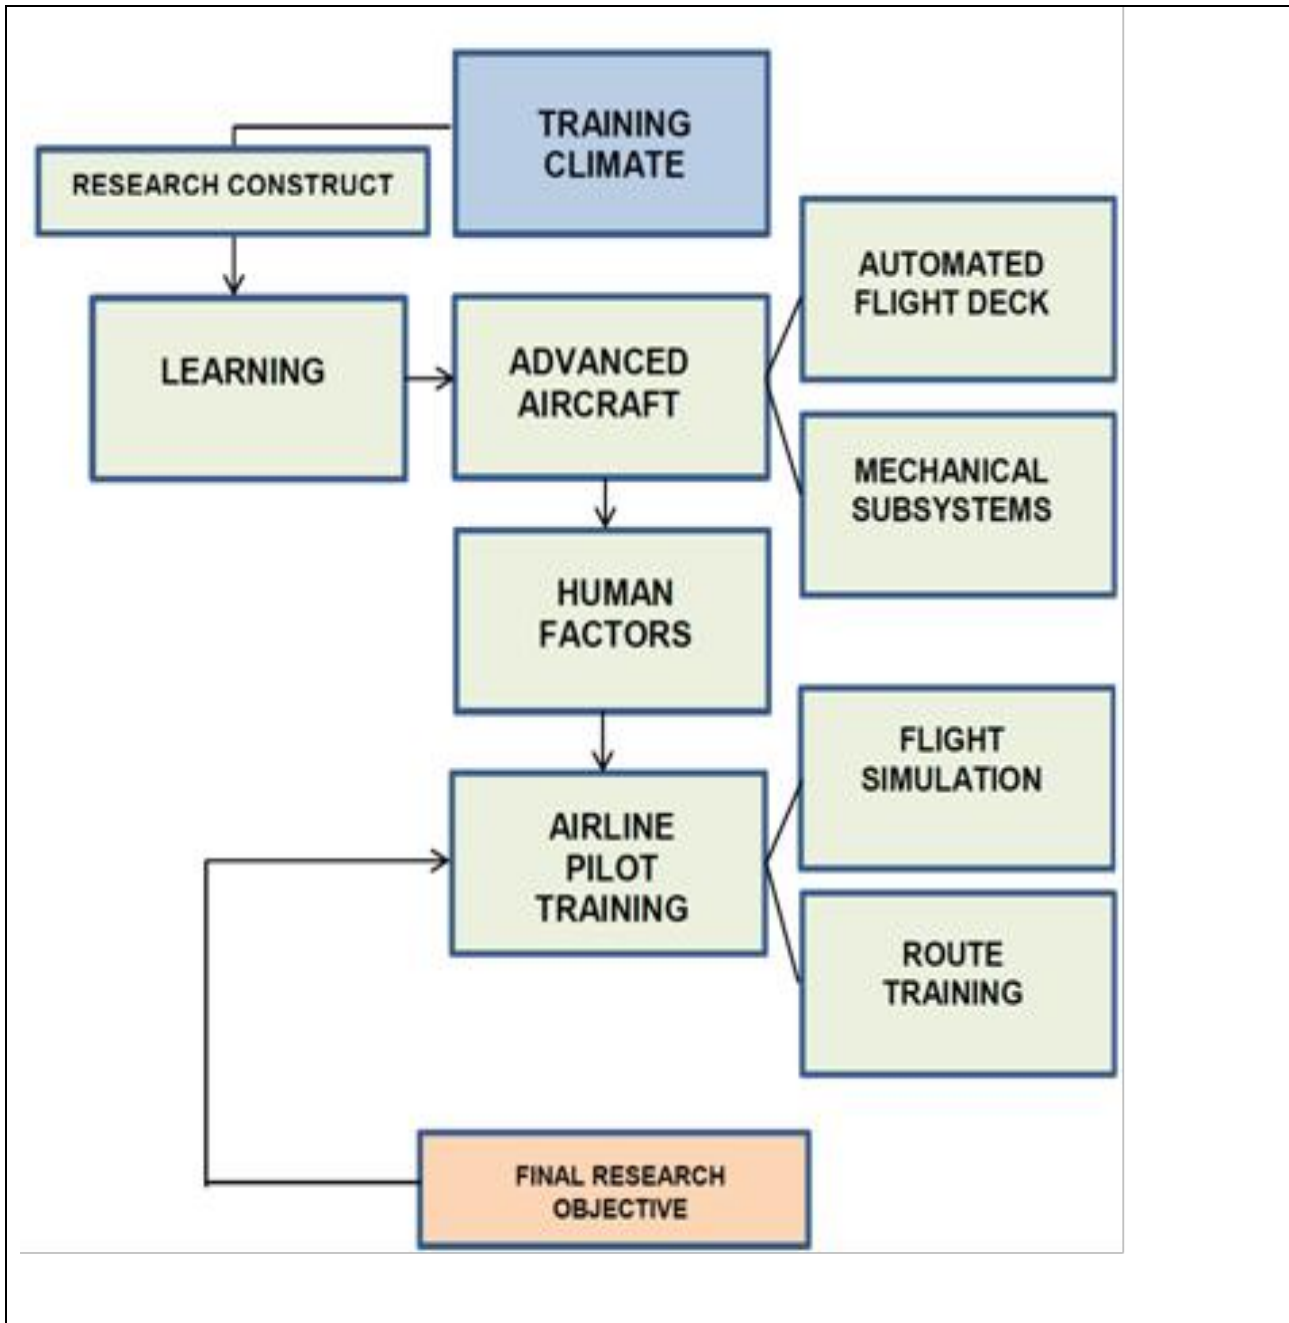 TRAINING
CLIMATE
RESEARCH CONSTRUCT
LEARNING
ADVANCED
AIRCRAFT
AUTOMATED
FLIGHT DECK
MECHANICAL
SUBSYSTEMS
HUMAN
FACTORS
AIRLINE
PILOT
TRAINING
FLIGHT
SIMULATION
ROUTE
TRAINING
FINAL RESEARCH
OBJECTIVE